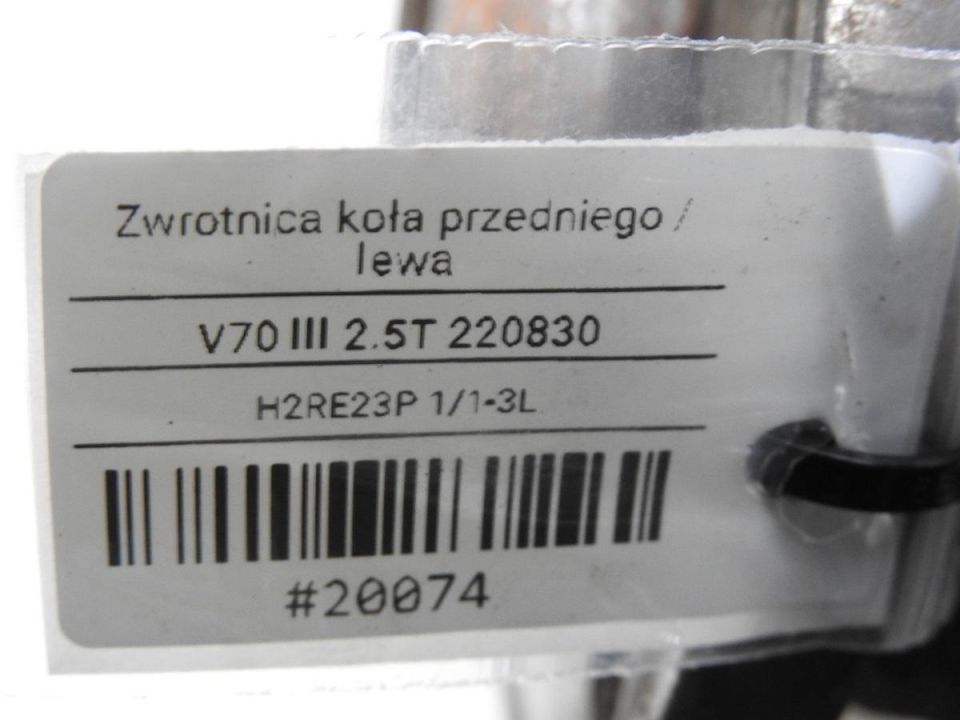 Zwrotnica koła przedniego /
lewa
V70 III 2.5T 220830
H2RE23P 1/1-3L
#20074